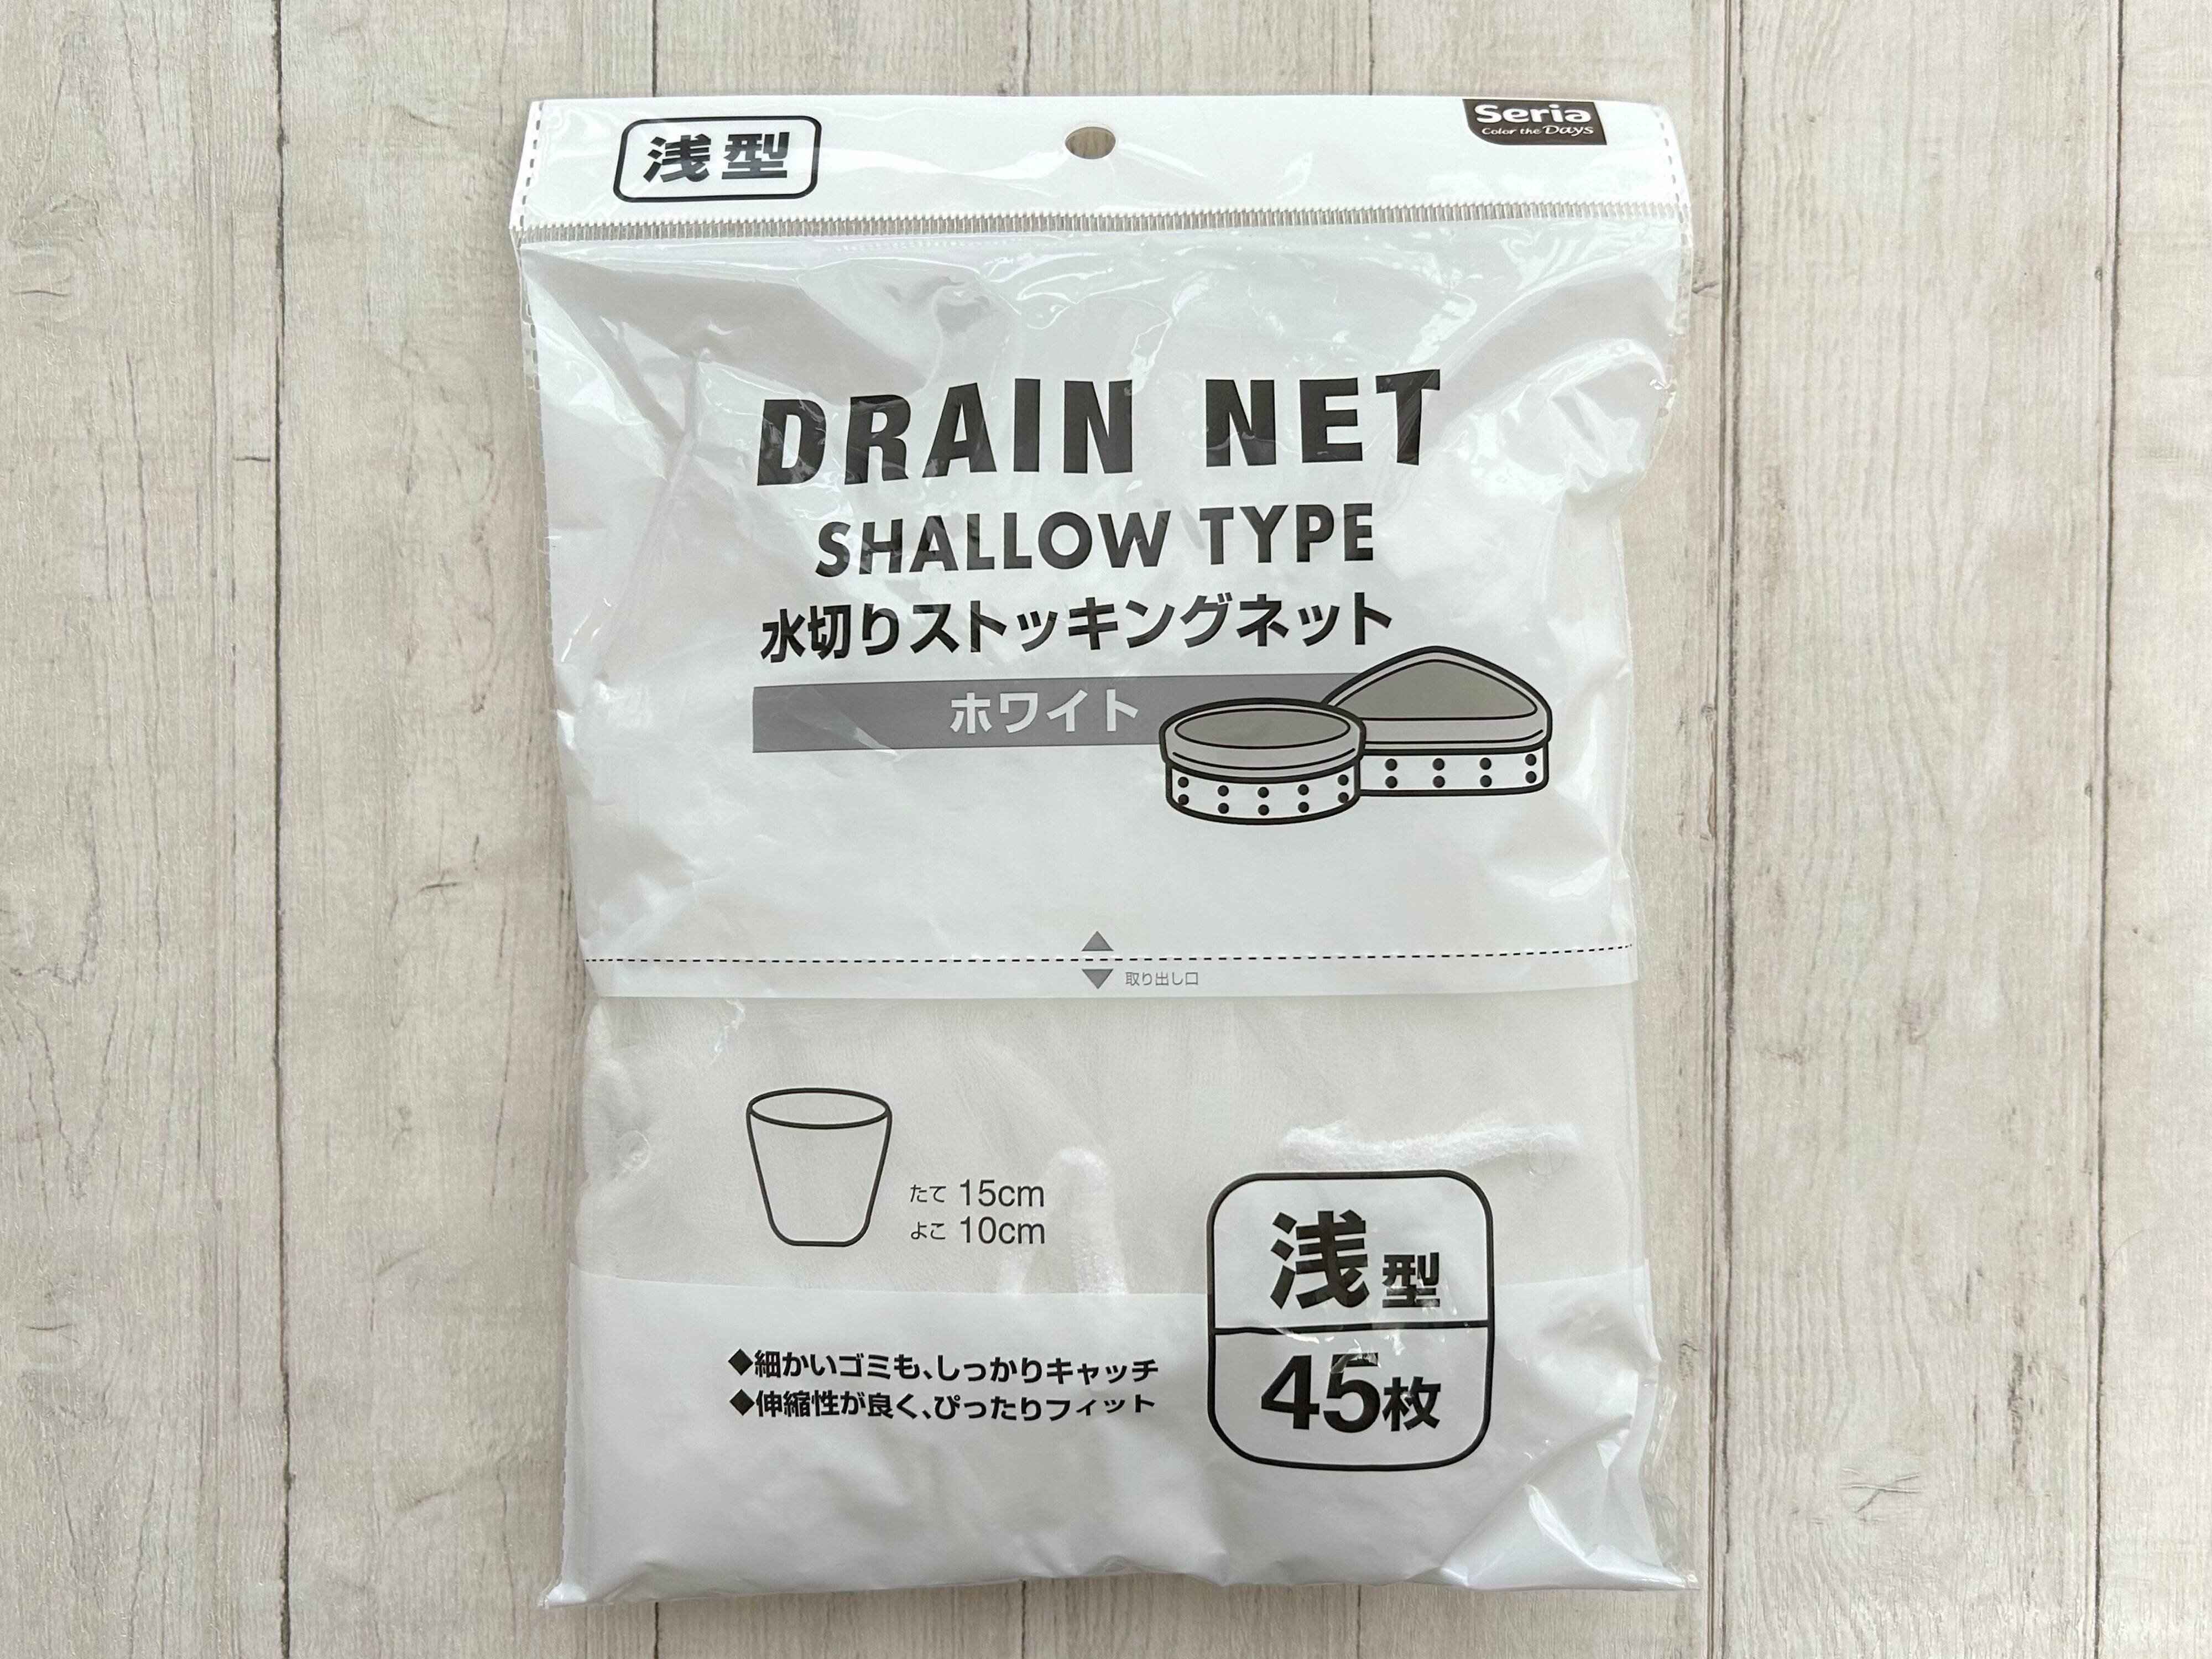 浅型
Seria
Color the Days
DRAIN NET
SHALLOW TYPE
水切りストッキングネット
ホワイト
取り出し口
たて 15cm
よこ 10cm
浅型
45枚
◆細かいゴミも、しっかりキャッチ
◆伸縮性が良く、ぴったりフィット